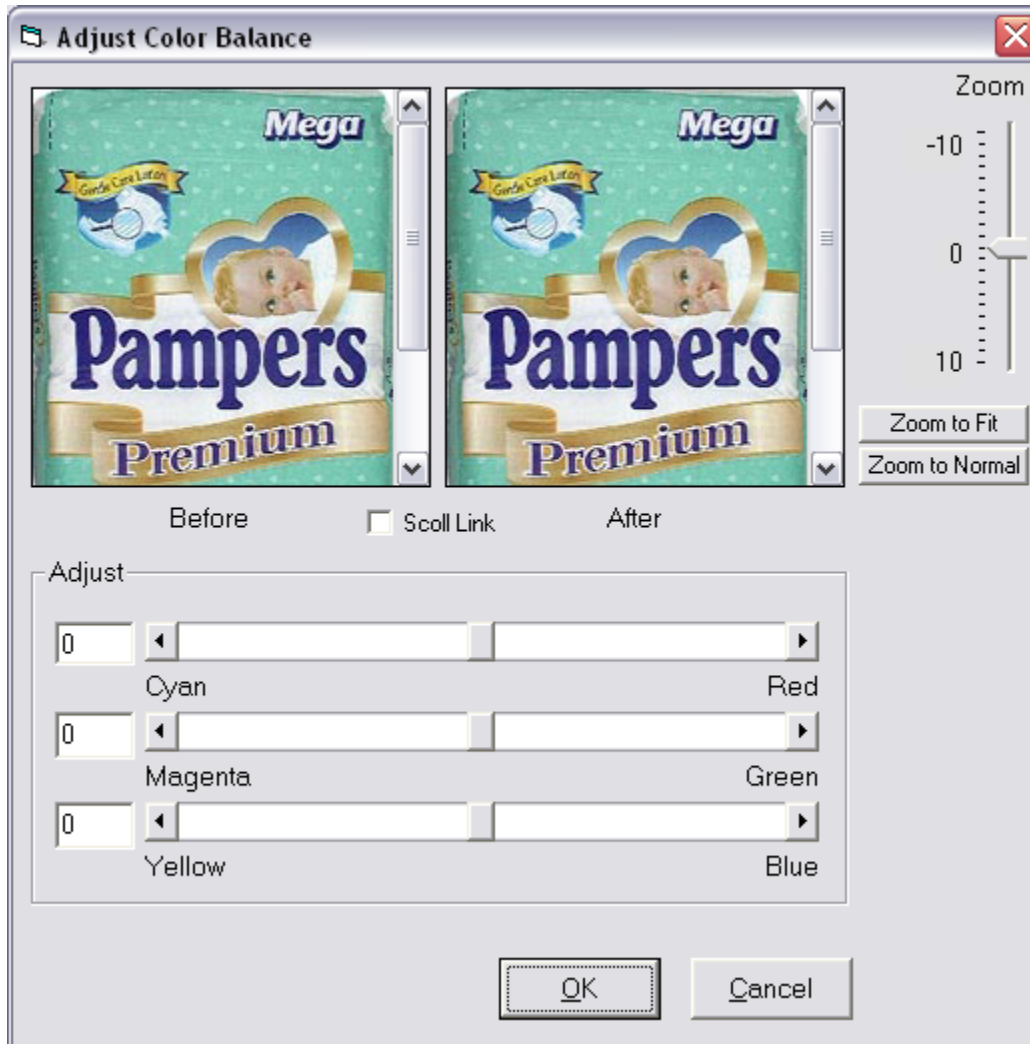 Adjust Color Balance
Zoom
Mega
Gentle Care Lotion
Pampers
Premium
Mega
Gentle Care Lotion
Pampers
Premium
-10
0
10
Zoom to Fit
Zoom to Normal
Before
Scoll Link
After
Adjust
0
Cyan
Red
0
Magenta
Green
0
Yellow
Blue
OK
Cancel